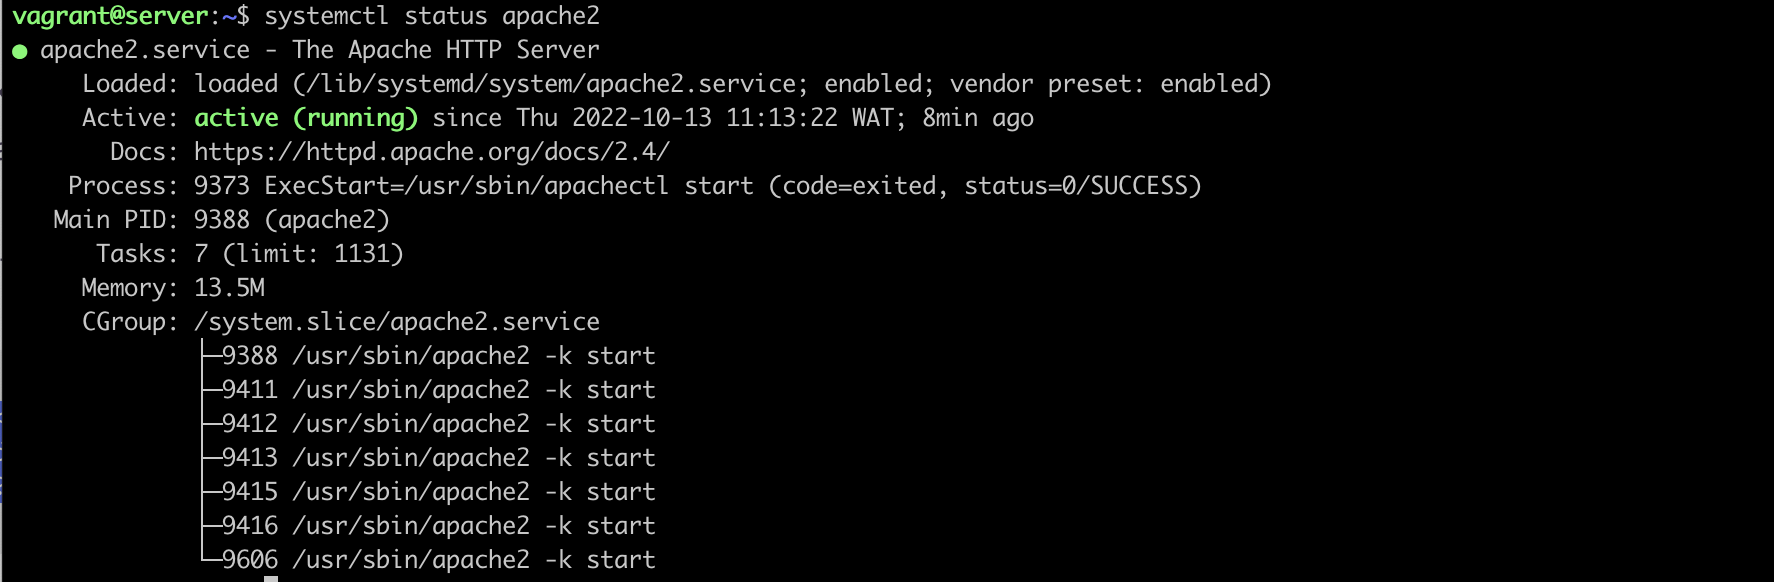 vagrant@server:~$ systemctl status apache2
● apache2.service - The Apache HTTP Server
Loaded: loaded (/lib/systemd/system/apache2.service; enabled; vendor preset: enabled)
Active: active (running) since Thu 2022-10-13 11:13:22 WAT; 8min ago
Docs: https://httpd.apache.org/docs/2.4/
Process: 9373 ExecStart=/usr/sbin/apachectl start (code=exited, status=0/SUCCESS)
Main PID: 9388 (apache2)
Tasks: 7 (limit: 1131)
Memory: 13.5M
CGroup: /system.slice/apache2.service
├─9388 /usr/sbin/apache2 -k start
├─9411 /usr/sbin/apache2 -k start
├─9412 /usr/sbin/apache2 -k start
├─9413 /usr/sbin/apache2 -k start
├─9415 /usr/sbin/apache2 -k start
├─9416 /usr/sbin/apache2 -k start
└─9606 /usr/sbin/apache2 -k start